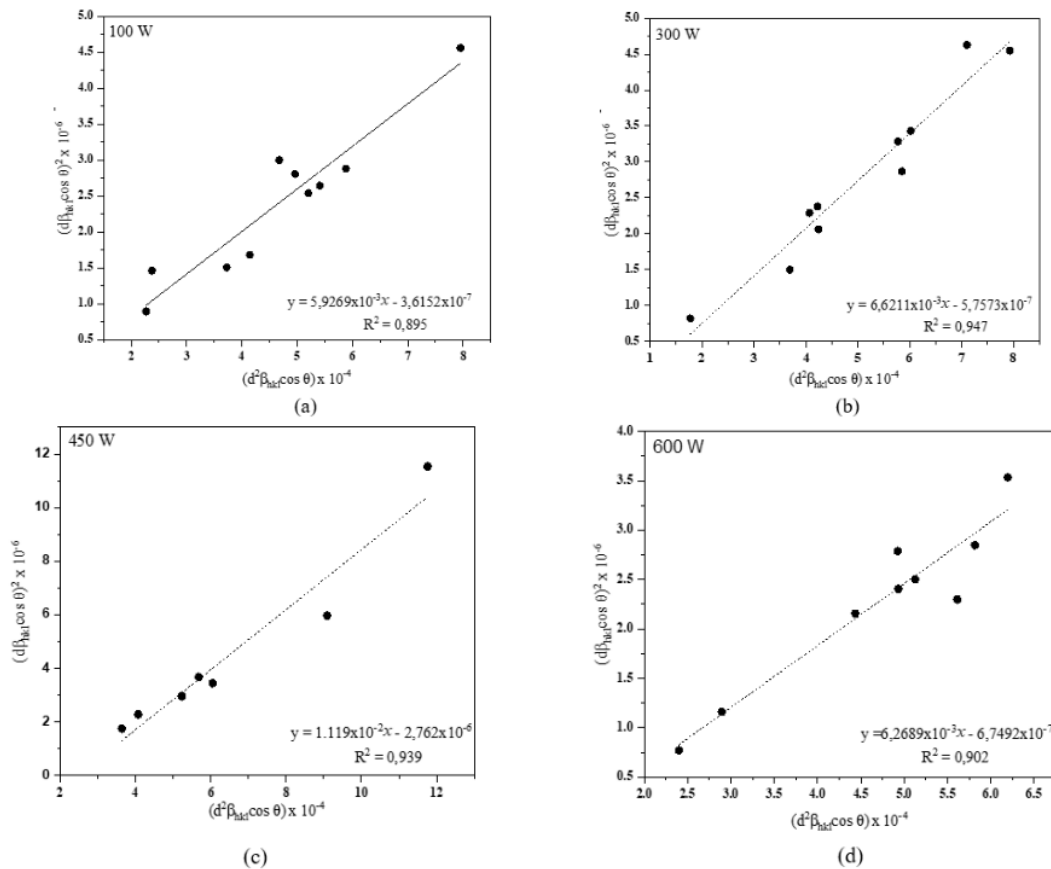 100 W
5.0
4.5
4.0
3.5
3.0
2.5
2.0
1.5
1.0
0.5
(dβhklcos θ)² x 10⁻⁶
y = 5,9269x10⁻³x - 3,6152x10⁻⁷
R² = 0,895
2 3 4 5 6 7 8
(d²βhklcos θ) x 10⁻⁴
(a)
300 W
5.0
4.5
4.0
3.5
3.0
2.5
2.0
1.5
1.0
0.5
(dβhklcos θ)² x 10⁻⁶
y = 6,6211x10⁻³x - 5,7573x10⁻⁷
R² = 0,947
1 2 3 4 5 6 7 8
(d²βhklcos θ) x 10⁻⁴
(b)
450 W
12
10
8
6
4
2
0
(dβhklcos θ)² x 10⁻⁶
y = 1.119x10⁻²x - 2,762x10⁻⁶
R² = 0,939
2 4 6 8 10 12
(d²βhklcos θ) x 10⁻⁴
(c)
600 W
4.0
3.5
3.0
2.5
2.0
1.5
1.0
0.5
(dβhklcos θ)² x 10⁻⁶
y =6,2689x10⁻³x - 6,7492x10⁻⁷
R² = 0,902
2.0 2.5 3.0 3.5 4.0 4.5 5.0 5.5 6.0 6.5
(d²βhklcos θ) x 10⁻⁴
(d)